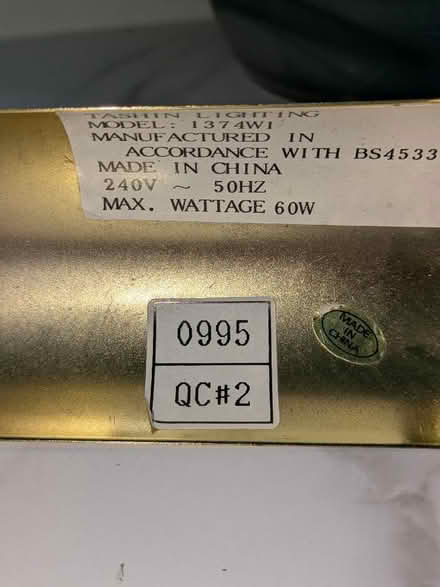 TASHIN LIGHTING
MODEL: 1374W1
MANUFACTURED IN
ACCORDANCE WITH BS4533
MADE IN CHINA
240V ~ 50HZ
MAX. WATTAGE 60W
0995
QC#2
MADE
IN
CHINA